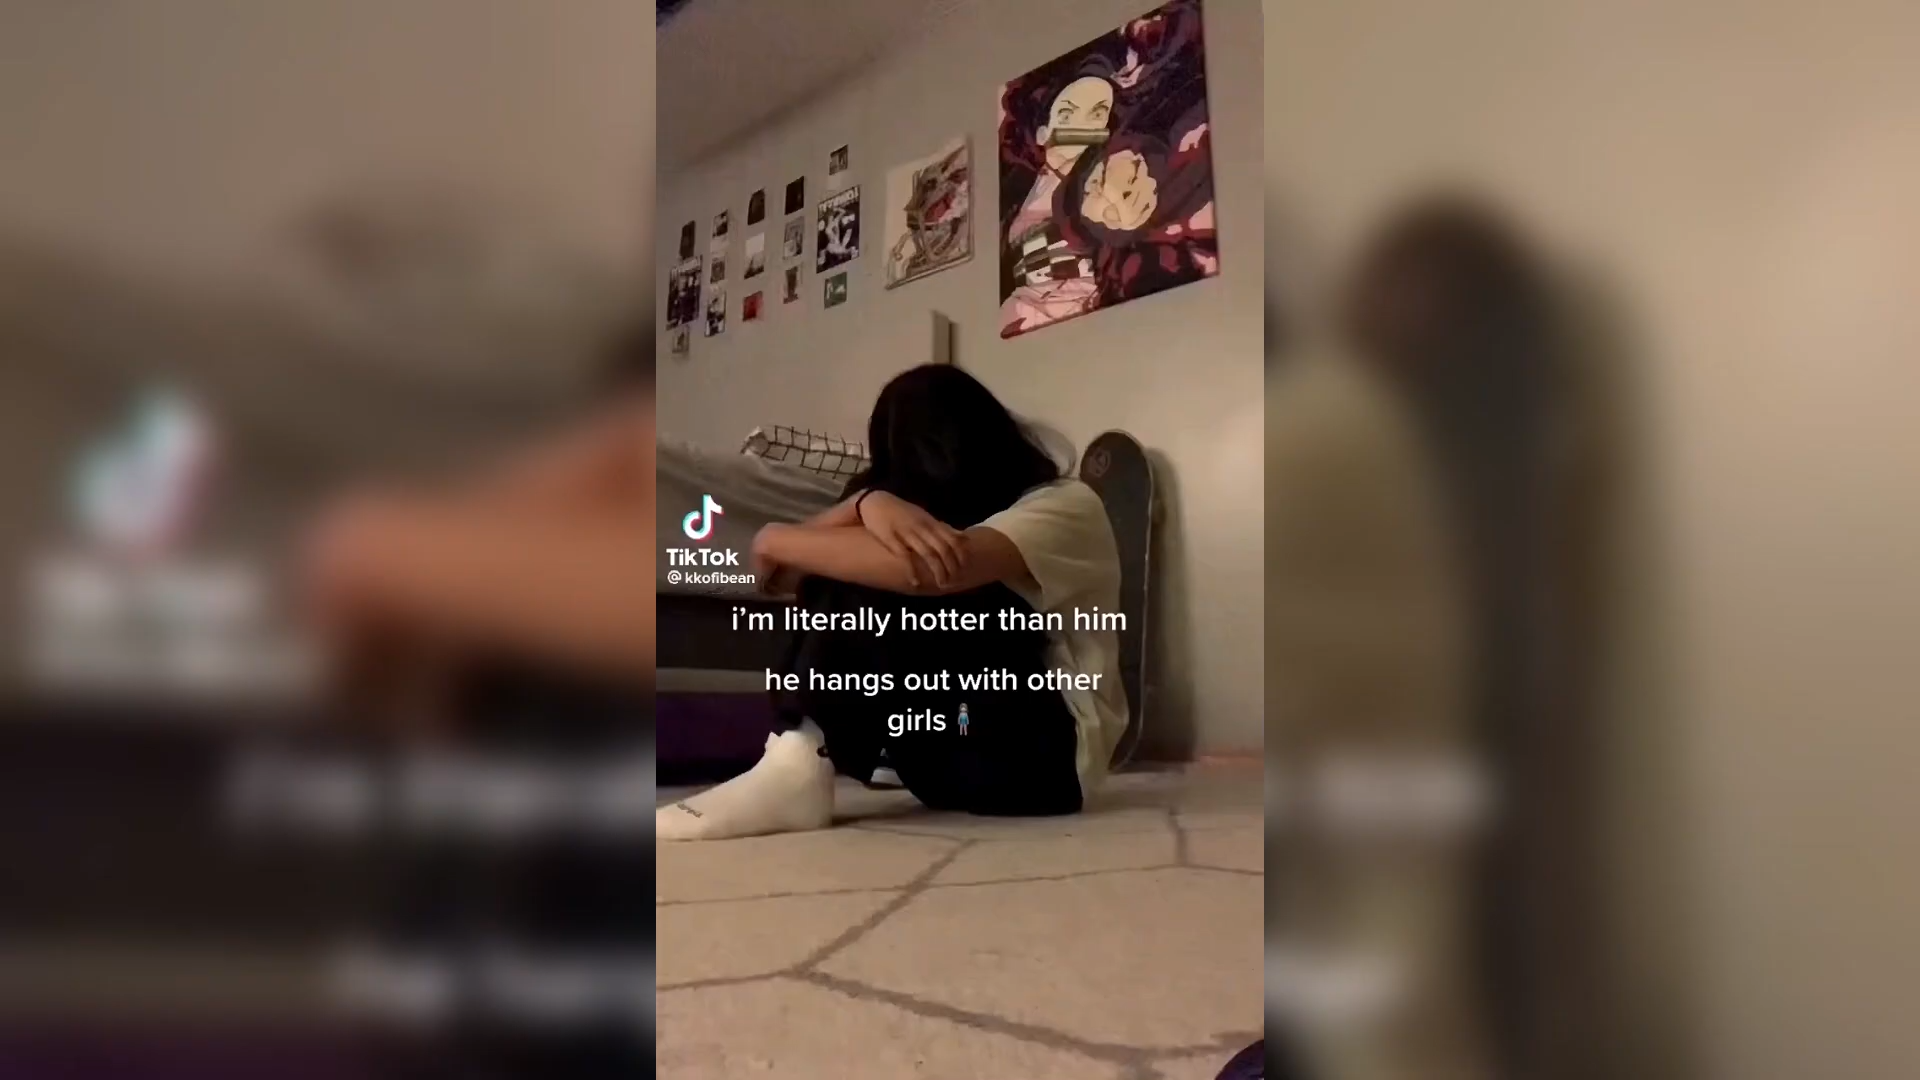 TikTok
@kkofibean
i'm literally hotter than him
he hangs out with other
girls🧍‍♀️